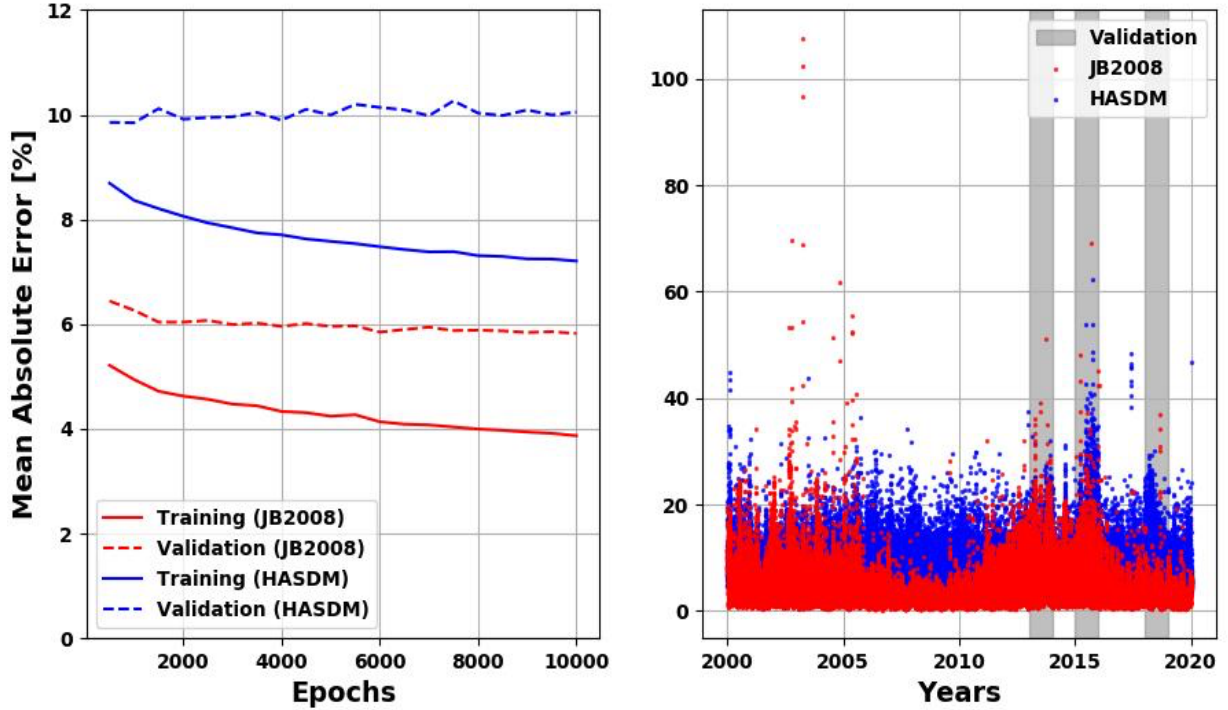 Mean Absolute Error [%]
12
10
8
6
4
2
0
Training (JB2008)
Validation (JB2008)
Training (HASDM)
Validation (HASDM)
2000 4000 6000 8000 10000
Epochs
100
80
60
40
20
0
Validation
JB2008
HASDM
2000 2005 2010 2015 2020
Years